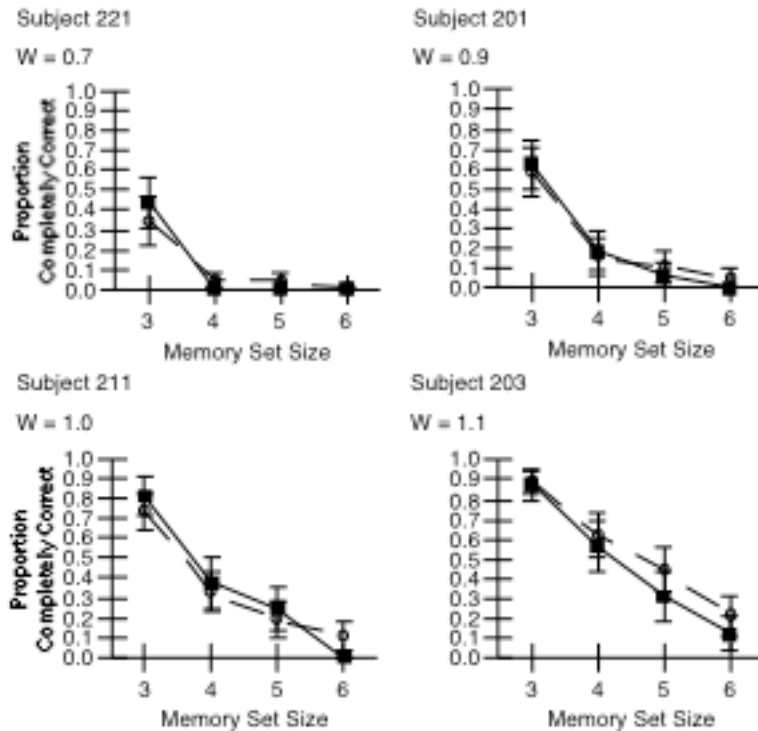 Subject 221
W = 0.7
Proportion
Completely Correct
1.0
0.9
0.8
0.7
0.6
0.5
0.4
0.3
0.2
0.1
0.0
3 4 5 6
Memory Set Size
Subject 201
W = 0.9
1.0
0.9
0.8
0.7
0.6
0.5
0.4
0.3
0.2
0.1
0.0
3 4 5 6
Memory Set Size
Subject 211
W = 1.0
Proportion
Completely Correct
1.0
0.9
0.8
0.7
0.6
0.5
0.4
0.3
0.2
0.1
0.0
3 4 5 6
Memory Set Size
Subject 203
W = 1.1
1.0
0.9
0.8
0.7
0.6
0.5
0.4
0.3
0.2
0.1
0.0
3 4 5 6
Memory Set Size